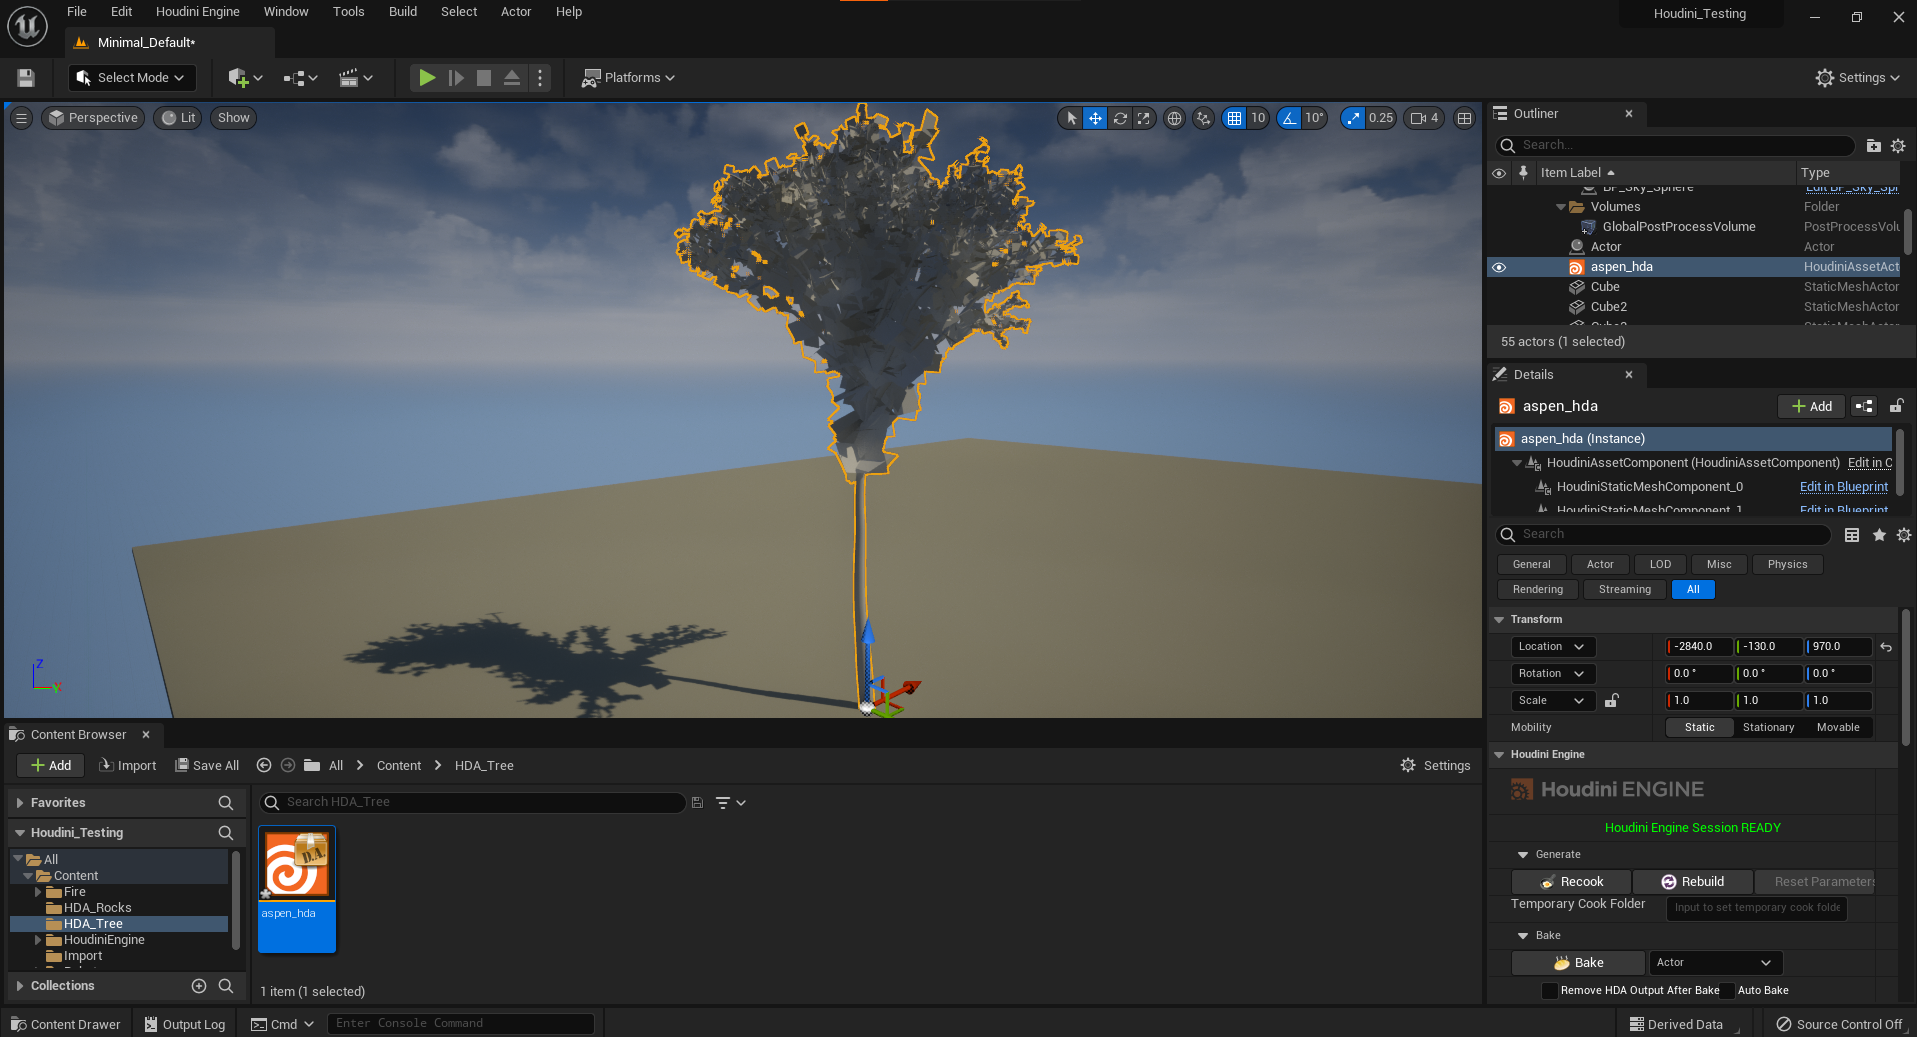 File Edit Houdini Engine Window Tools Build Select Actor Help
Houdini_Testing
Minimal_Default*
Select Mode
Platforms
Settings
Perspective Lit Show
10 10° 0.25 4
Z
Y
Outliner
Search...
Item Label Type
BP_Sky_Sphere Edit BP_Sky_Spl
Volumes Folder
GlobalPostProcessVolume PostProcessVolu
Actor Actor
aspen_hda HoudiniAssetAct
Cube StaticMeshActor
Cube2 StaticMeshActor
55 actors (1 selected)
Details
aspen_hda
Add
aspen_hda (Instance)
HoudiniAssetComponent (HoudiniAssetComponent) Edit in C
HoudiniStaticMeshComponent_0 Edit in Blueprint
HoudiniStaticMeshComponent_1 Edit in Blueprint
Search
General Actor LOD Misc Physics
Rendering Streaming All
Transform
Location -2840.0 -130.0 970.0
Rotation 0.0 ° 0.0 ° 0.0 °
Scale 1.0 1.0 1.0
Mobility Static Stationary Movable
Houdini Engine
Houdini ENGINE
Houdini Engine Session READY
Generate
Recook Rebuild Reset Parameters
Temporary Cook Folder Input to set temporary cook folde
Bake
Bake Actor
Remove HDA Output After Bake Auto Bake
Content Browser
Add Import Save All All Content HDA_Tree Settings
Favorites
Houdini_Testing
All
Content
Fire
HDA_Rocks
HDA_Tree
HoudiniEngine
Import
Collections
Search HDA_Tree
D.A.
aspen_hda
1 item (1 selected)
Content Drawer Output Log Cmd Enter Console Command Derived Data Source Control Off